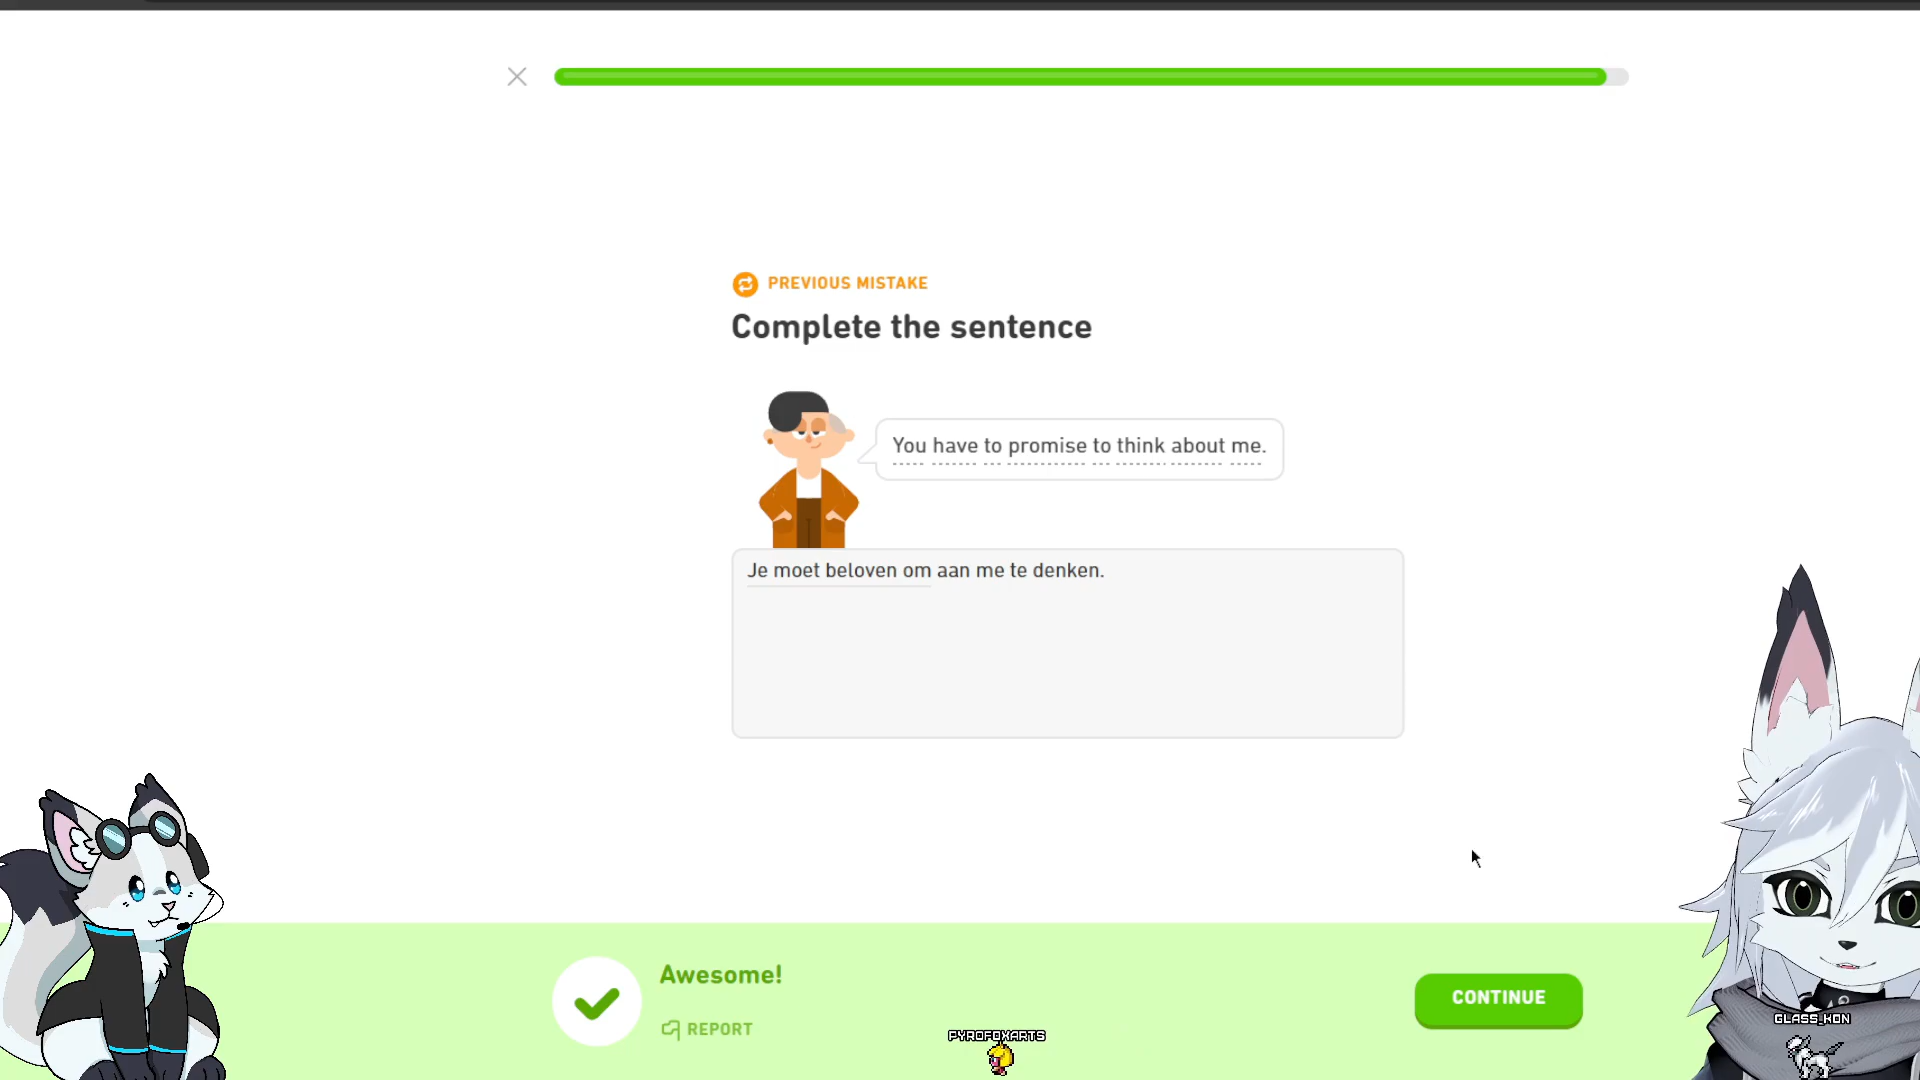 PREVIOUS MISTAKE
Complete the sentence
You have to promise to think about me.
Je moet beloven om aan me te denken.
Awesome!
CONTINUE
REPORT
PYROFOXARTS
GLASS_KON